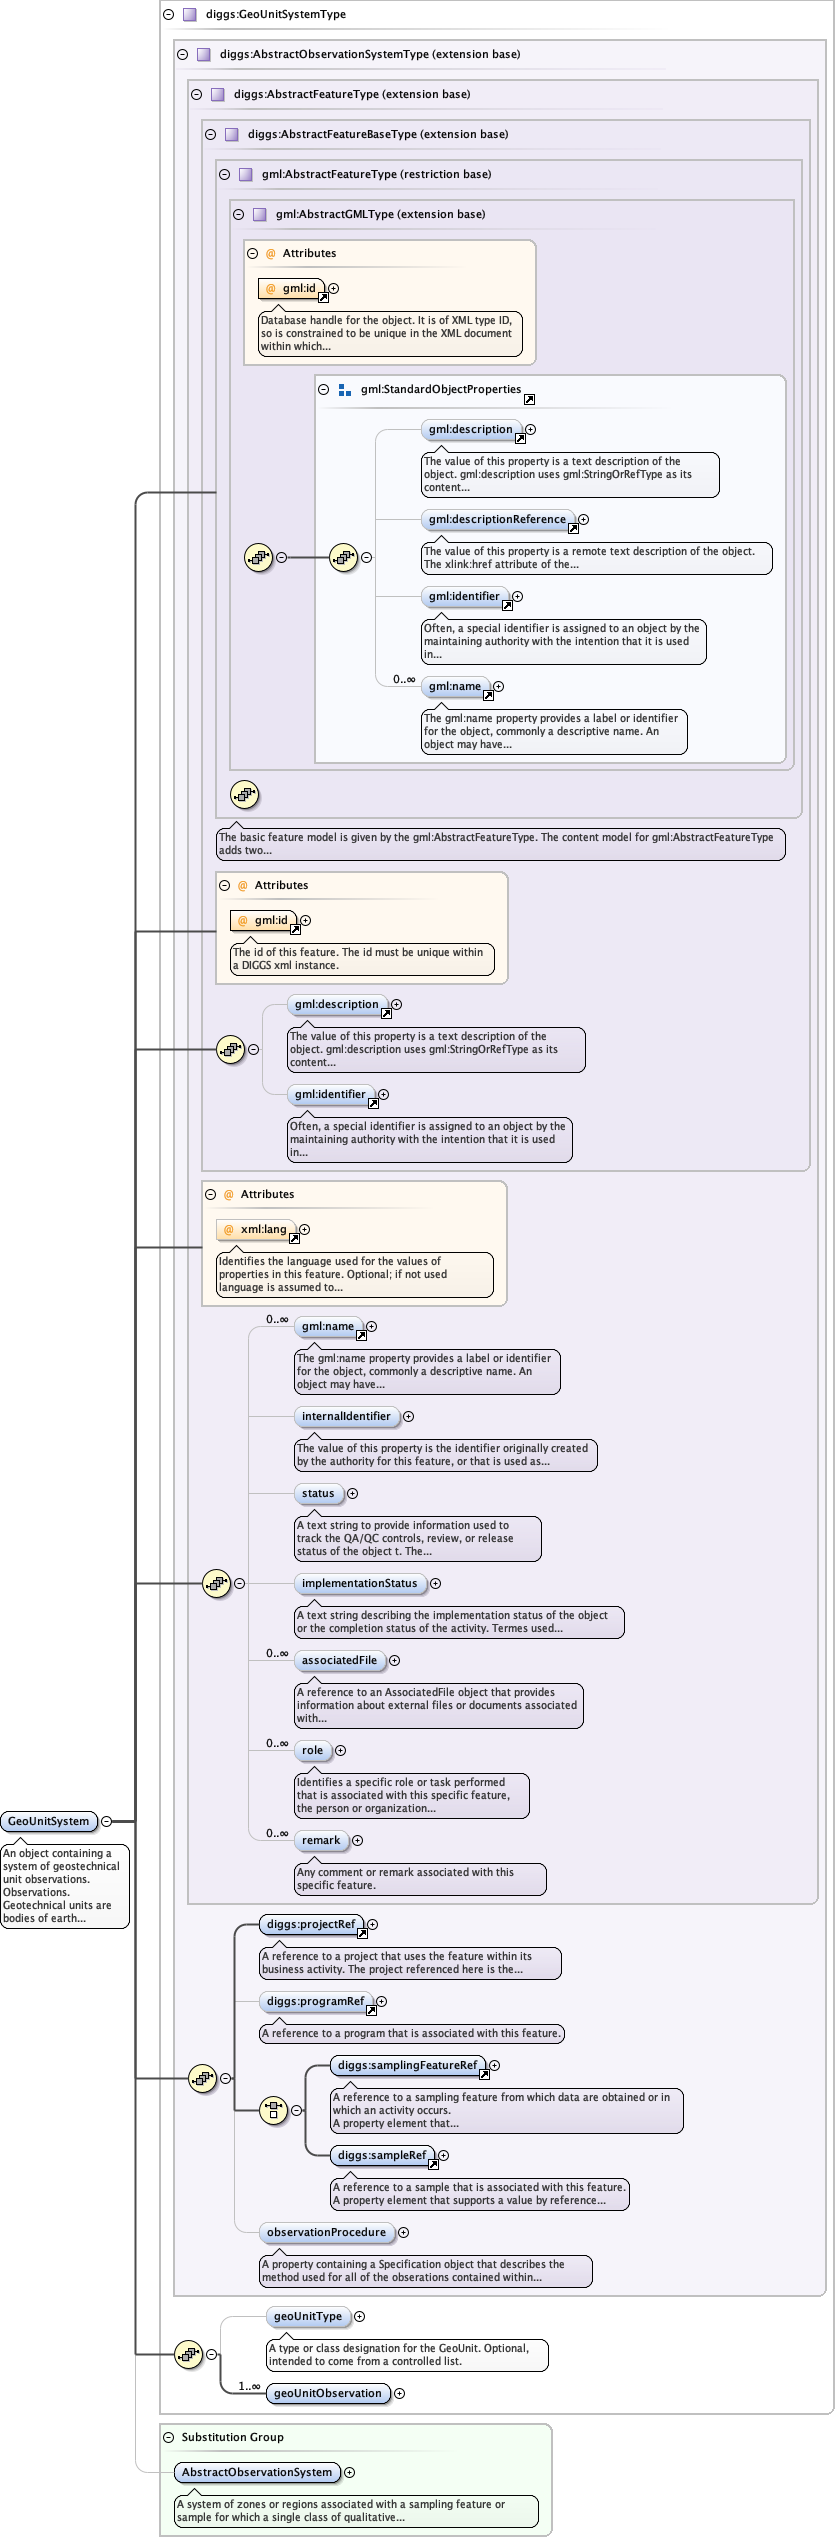 diggs:GeoUnitSystemType
diggs:AbstractObservationSystemType (extension base)
diggs:AbstractFeatureType (extension base)
diggs:AbstractFeatureBaseType (extension base)
gml:AbstractFeatureType (restriction base)
gml:AbstractGMLType (extension base)
@ Attributes
@ gml:id
Database handle for the object. It is of XML type ID,
so is constrained to be unique in the XML document
within which...
gml:StandardObjectProperties
gml:description
The value of this property is a text description of the
object. gml:description uses gml:StringOrRefType as its
content...
gml:descriptionReference
The value of this property is a remote text description of the object.
The xlink:href attribute of the...
gml:identifier
Often, a special identifier is assigned to an object by the
maintaining authority with the intention that it is used
in...
0..∞ gml:name
The gml:name property provides a label or identifier
for the object, commonly a descriptive name. An
object may have...
The basic feature model is given by the gml:AbstractFeatureType. The content model for gml:AbstractFeatureType
adds two...
@ Attributes
@ gml:id
The id of this feature. The id must be unique within
a DIGGS xml instance.
gml:description
The value of this property is a text description of the
object. gml:description uses gml:StringOrRefType as its
content...
gml:identifier
Often, a special identifier is assigned to an object by the
maintaining authority with the intention that it is used
in...
@ Attributes
@ xml:lang
Identifies the language used for the values of
properties in this feature. Optional; if not used
language is assumed to...
0..∞ gml:name
The gml:name property provides a label or identifier
for the object, commonly a descriptive name. An
object may have...
internalIdentifier
The value of this property is the identifier originally created
by the authority for this feature, or that is used as...
status
A text string to provide information used to
track the QA/QC controls, review, or release
status of the object t. The...
implementationStatus
A text string describing the implementation status of the object
or the completion status of the activity. Termes used...
0..∞ associatedFile
A reference to an AssociatedFile object that provides
information about external files or documents associated
with...
0..∞ role
Identifies a specific role or task performed
that is associated with this specific feature,
the person or organization...
0..∞ remark
Any comment or remark associated with this
specific feature.
GeoUnitSystem
An object containing a
system of geostechnical
unit observations.
Observations.
Geotechnical units are
bodies of earth...
diggs:projectRef
A reference to a project that uses the feature within its
business activity. The project referenced here is the...
diggs:programRef
A reference to a program that is associated with this feature.
diggs:samplingFeatureRef
A reference to a sampling feature from which data are obtained or in
which an activity occurs.
A property element that...
diggs:sampleRef
A reference to a sample that is associated with this feature.
A property element that supports a value by reference...
observationProcedure
A property containing a Specification object that describes the
method used for all of the obserations contained within...
geoUnitType
A type or class designation for the GeoUnit. Optional,
intended to come from a controlled list.
1..∞ geoUnitObservation
Substitution Group
AbstractObservationSystem
A system of zones or regions associated with a sampling feature or
sample for which a single class of qualitative...